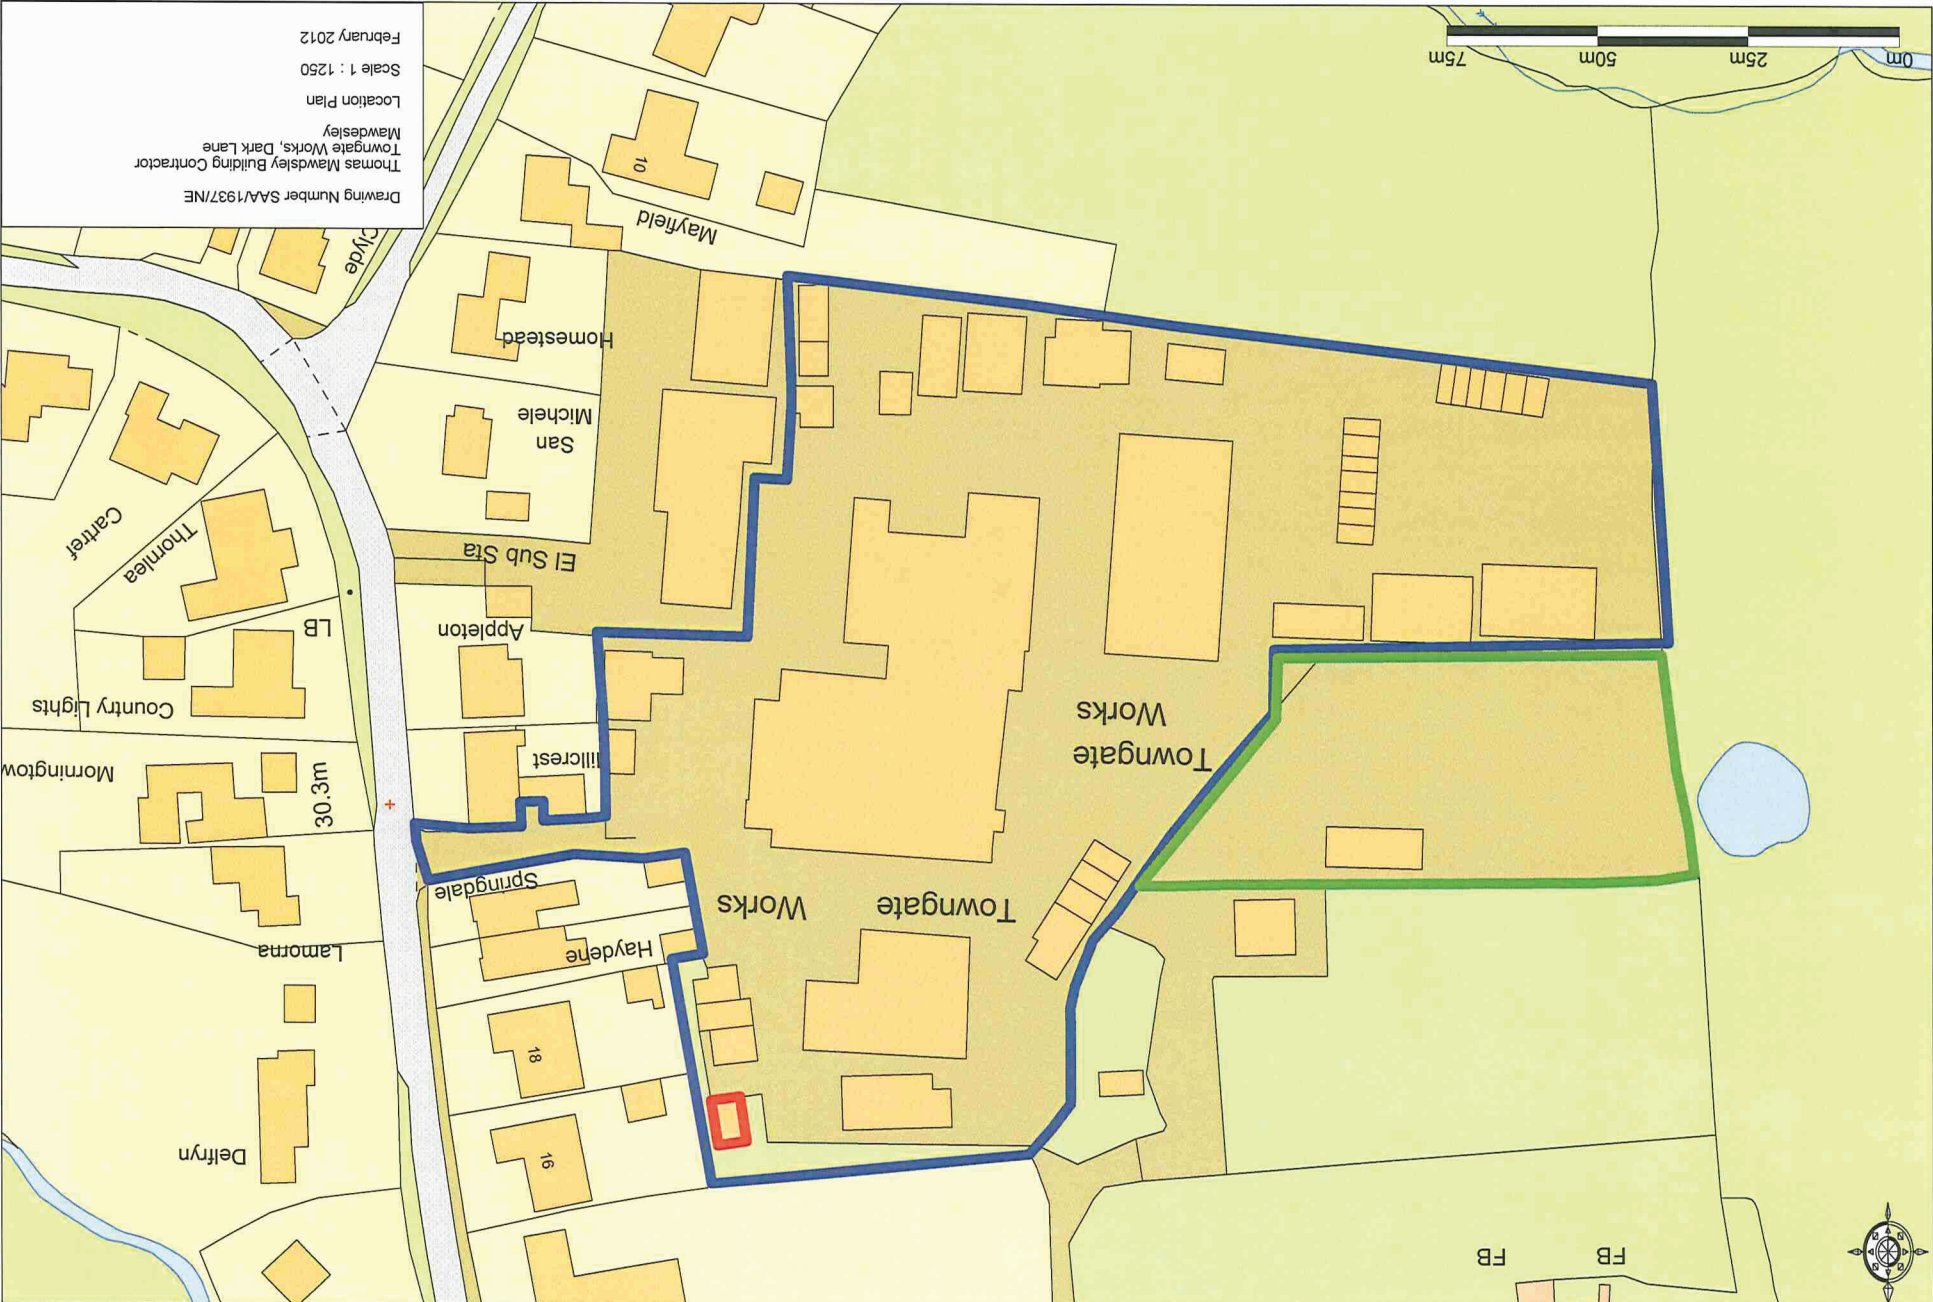 FB
FB
16
Delfryn
18
Haydene
Lamorna
Towngate Works
Springdale
30.3m
Morningtow
Towngate
Works
Hillcrest
Country Lights
Appleton
LB
El Sub Sta
Thornlea
Cartref
San
Michele
Homestead
Mayfield
Clyde
10
Drawing Number SAA/1937/NE
Thomas Mawdsley Building Contractor
Towngate Works, Dark Lane
Mawdesley
Location Plan
Scale 1 : 1250
February 2012
0m 25m 50m 75m